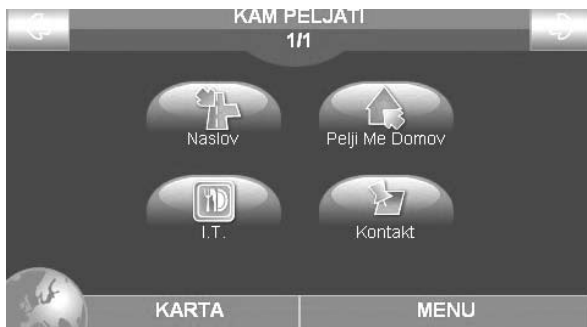 KAM PELJATI
1/1
Naslov
Pelji Me Domov
I.T.
Kontakt
KARTA
MENU